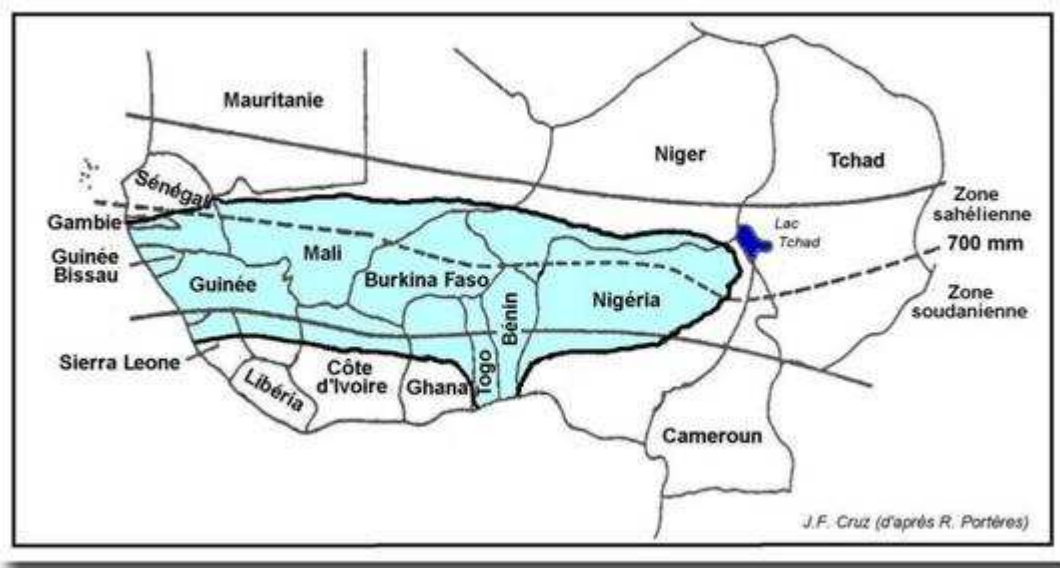 Mauritanie
Niger
Tchad
Sénégal
Zone
sahélienne
Gambie
Lac
Tchad
700 mm
Guinée
Bissau
Mali
Guinée
Burkina Faso
Nigéria
Zone
soudanienne
Bénin
Sierra Leone
Libéria
Côte
d'Ivoire
Ghana
Togo
Cameroun
J.F. Cruz (d'après R. Portères)